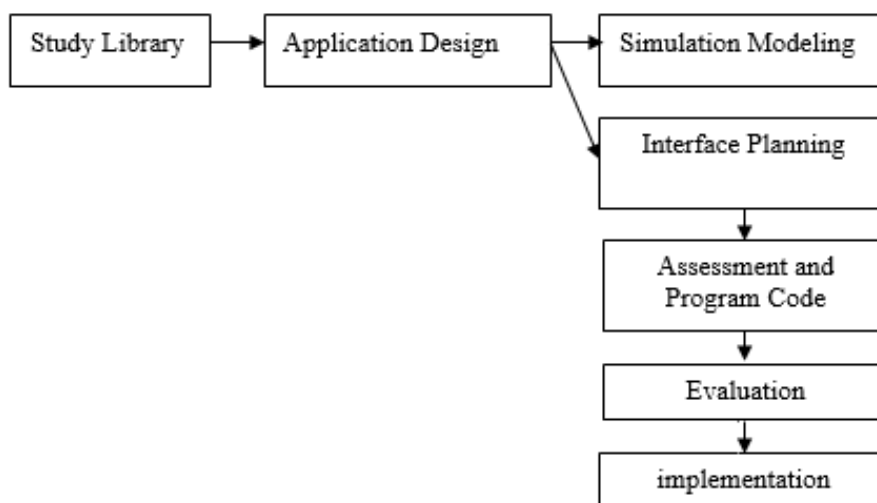 Study Library
Application Design
Simulation Modeling
Interface Planning
Assessment and
Program Code
Evaluation
implementation